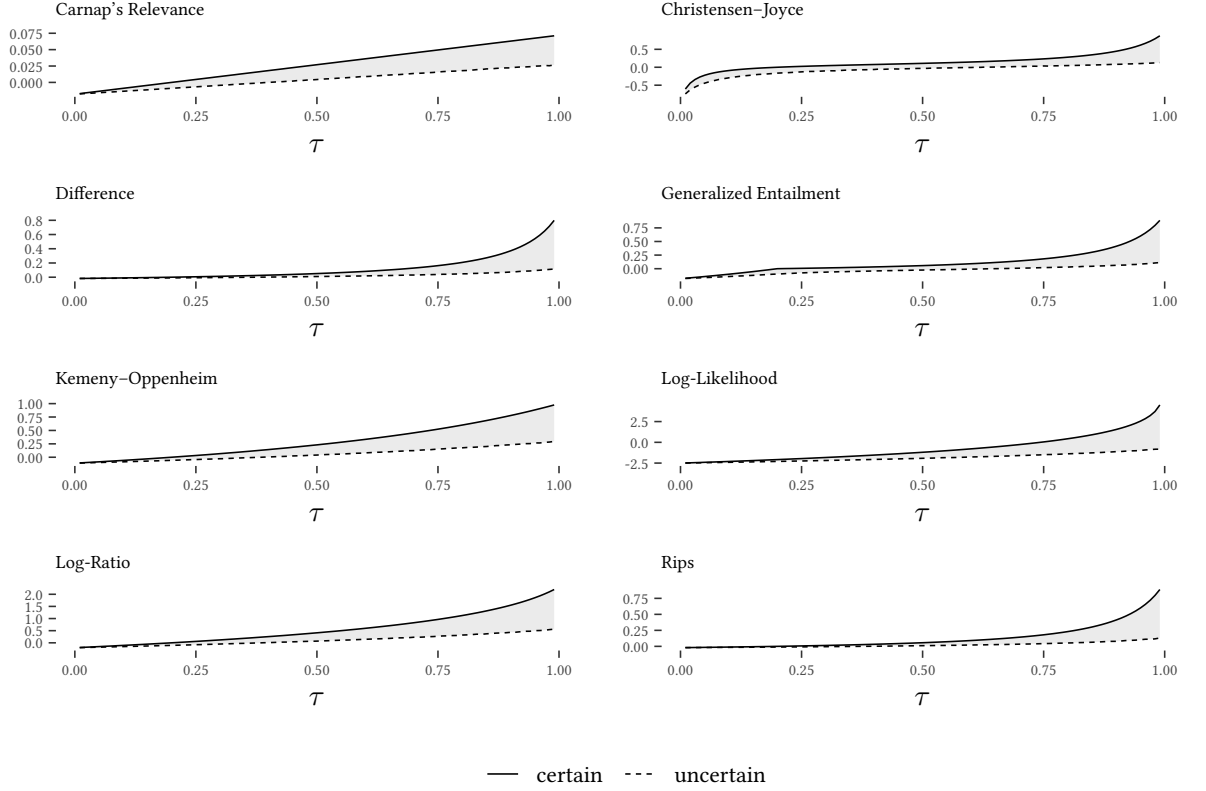 Carnap's Relevance
0.075
0.050
0.025
0.000
0.00 0.25 0.50 0.75 1.00
τ
Christensen–Joyce
0.5
0.0
-0.5
0.00 0.25 0.50 0.75 1.00
τ
Difference
0.8
0.6
0.4
0.2
0.0
0.00 0.25 0.50 0.75 1.00
τ
Generalized Entailment
0.75
0.50
0.25
0.00
0.00 0.25 0.50 0.75 1.00
τ
Kemeny–Oppenheim
1.00
0.75
0.50
0.25
0.00
0.00 0.25 0.50 0.75 1.00
τ
Log-Likelihood
2.5
0.0
-2.5
0.00 0.25 0.50 0.75 1.00
τ
Log-Ratio
2.0
1.5
1.0
0.5
0.0
0.00 0.25 0.50 0.75 1.00
τ
Rips
0.75
0.50
0.25
0.00
0.00 0.25 0.50 0.75 1.00
τ
certain uncertain